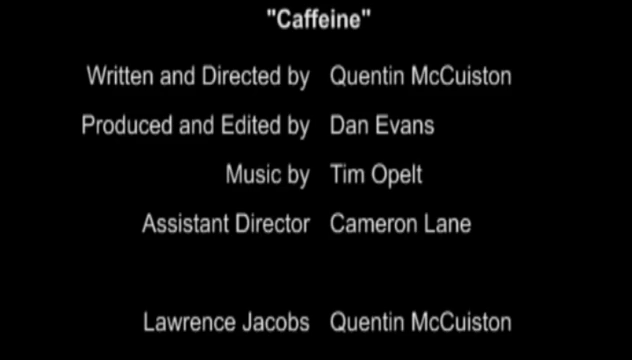 "Caffeine"
Written and Directed by Quentin McCuiston
Produced and Edited by Dan Evans
Music by Tim Opelt
Assistant Director Cameron Lane
Lawrence Jacobs Quentin McCuiston